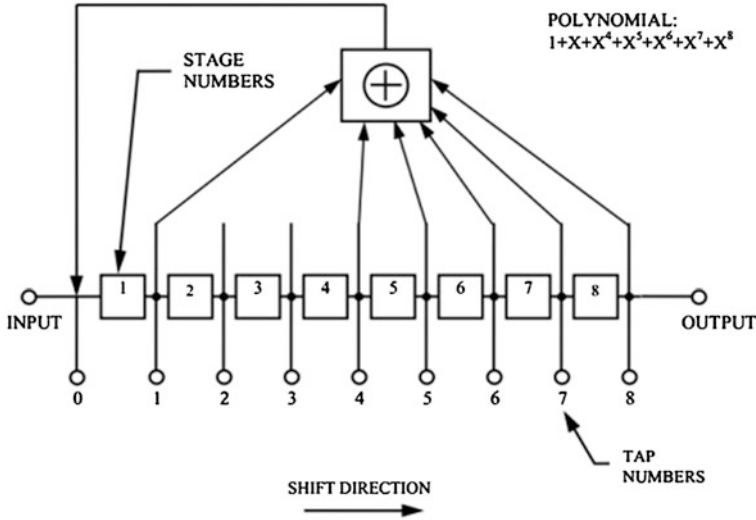 POLYNOMIAL:
1+X+X⁴+X⁵+X⁶+X⁷+X⁸
STAGE
NUMBERS
1 2 3 4 5 6 7 8
INPUT
OUTPUT
0 1 2 3 4 5 6 7 8
TAP
NUMBERS
SHIFT DIRECTION